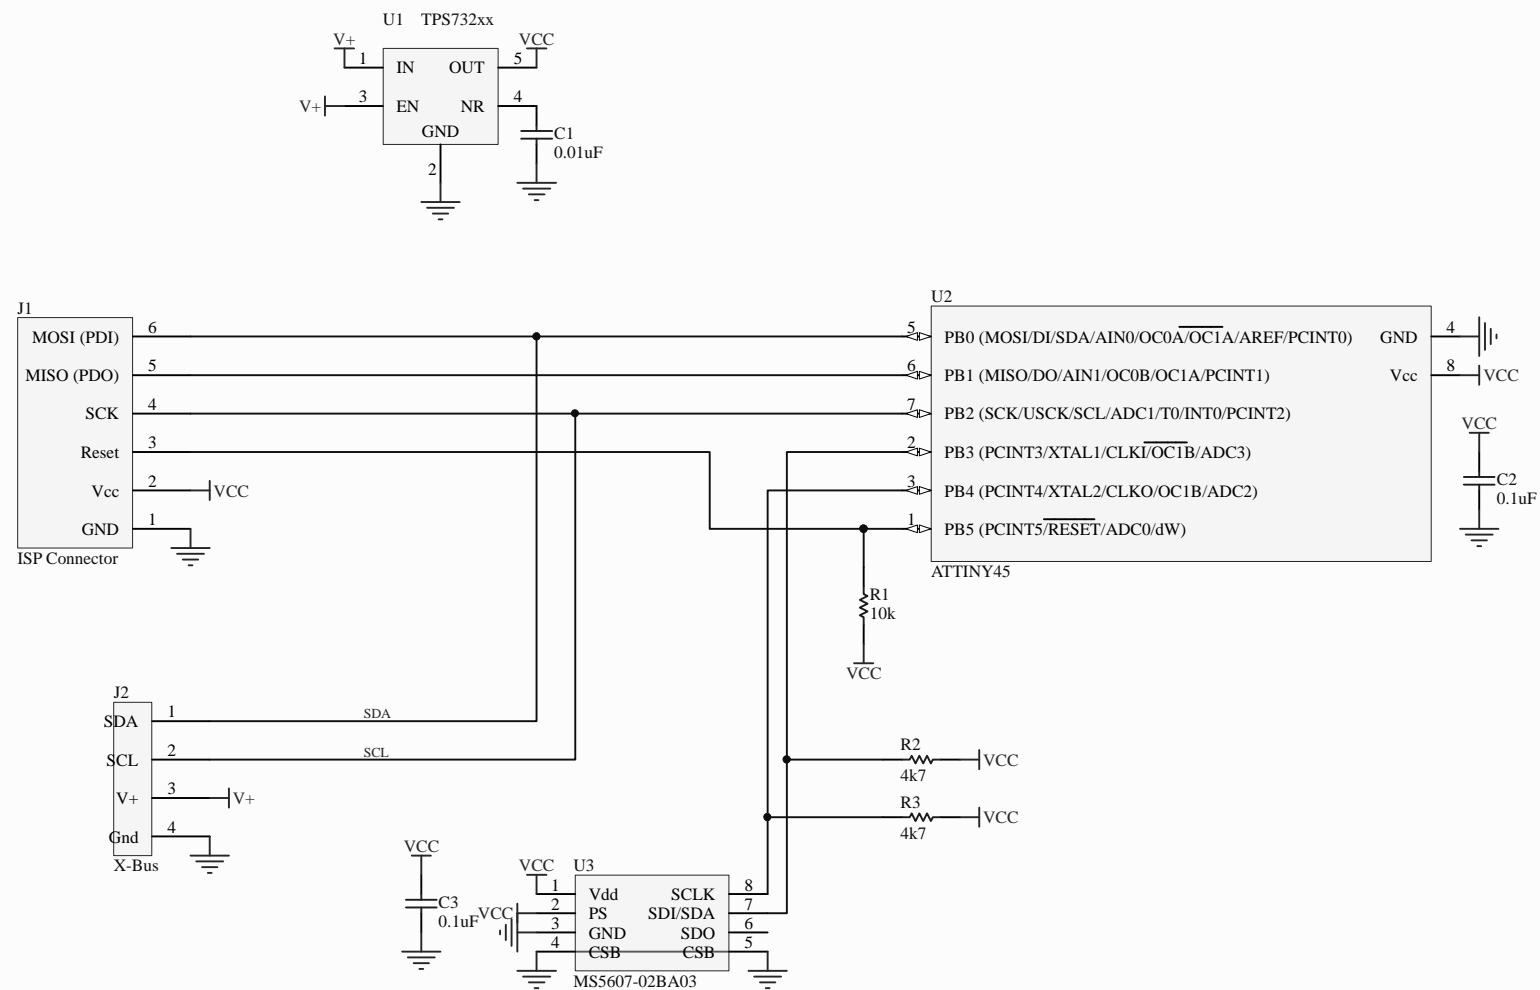 U1 TPS732xx
V+ 1 IN OUT 5 VCC
V+ 3 EN NR 4
GND
2
C1
0.01uF
J1
MOSI (PDI) 6
MISO (PDO) 5
SCK 4
Reset 3
Vcc 2 VCC
GND 1
ISP Connector
U2
5 PB0 (MOSI/DI/SDA/AIN0/OC0A/OC1A/AREF/PCINT0) GND 4
6 PB1 (MISO/DO/AIN1/OC0B/OC1A/PCINT1) Vcc 8 VCC
7 PB2 (SCK/USCK/SCL/ADC1/T0/INT0/PCINT2)
2 PB3 (PCINT3/XTAL1/CLKI/OC1B/ADC3)
3 PB4 (PCINT4/XTAL2/CLKO/OC1B/ADC2)
1 PB5 (PCINT5/RESET/ADC0/dW)
ATTINY45
VCC
C2
0.1uF
R1
10k
VCC
J2
SDA 1 SDA
SCL 2 SCL
V+ 3 V+
Gnd 4
X-Bus
R2
4k7 VCC
R3
4k7 VCC
VCC
C3
0.1uF
VCC U3
1 Vdd SCLK 8
VCC 2 PS SDI/SDA 7
3 GND SDO 6
4 CSB CSB 5
MS5607-02BA03